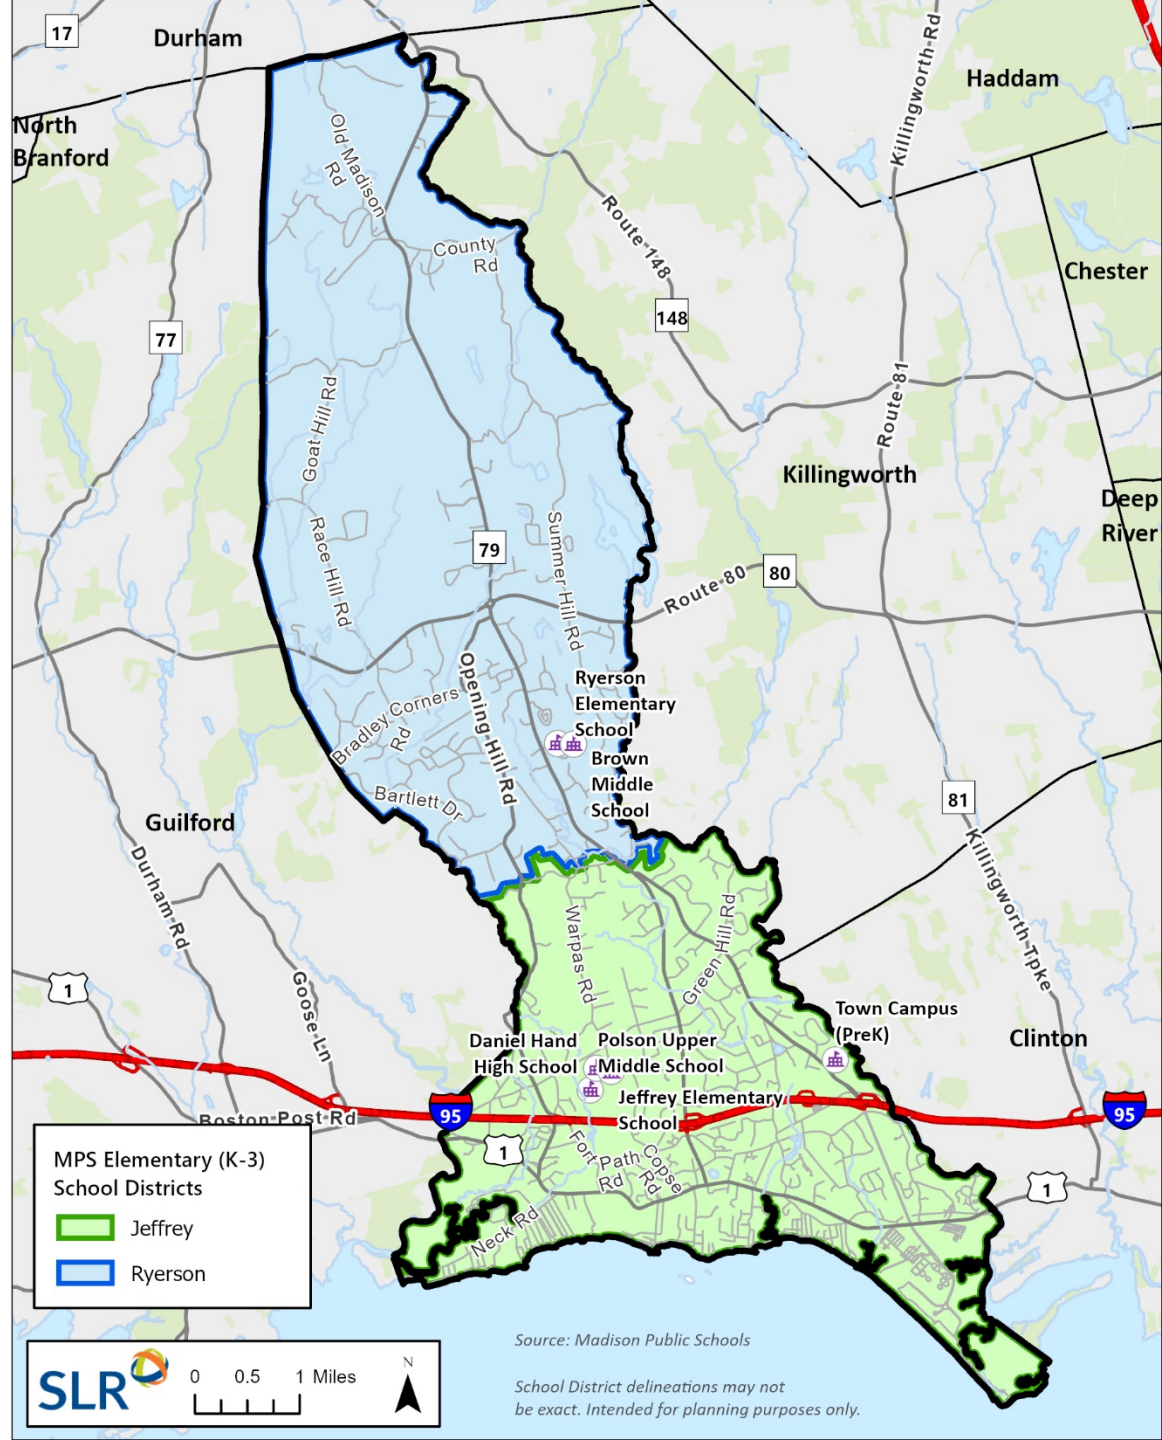 17
Durham
Killingworth Rd
Haddam
North
Branford
Old Madison
Rd
77
County
Rd
Route 148
148
Chester
Goat Hill Rd
Route 81
Killingworth
Deep
River
Race Hill Rd
79
Summer Hill Rd
Route 80
80
Opening Hill Rd
Ryerson
Elementary
School
Bradley Corners
Rd
Brown
Middle
School
Bartlett Dr
81
Guilford
Durham Rd
Killingworth Tpke
Warpas Rd
Green Hill Rd
1
Goose Ln
Town Campus
(PreK)
Clinton
Daniel Hand
High School
Polson Upper
Middle School
Jeffrey Elementary
School
95
95
Boston Post Rd
1
Fort
Path
Rd
Copse
Rd
1
Neck Rd
MPS Elementary (K-3)
School Districts
Jeffrey
Ryerson
SLR
0 0.5 1 Miles
N
Source: Madison Public Schools
School District delineations may not
be exact. Intended for planning purposes only.